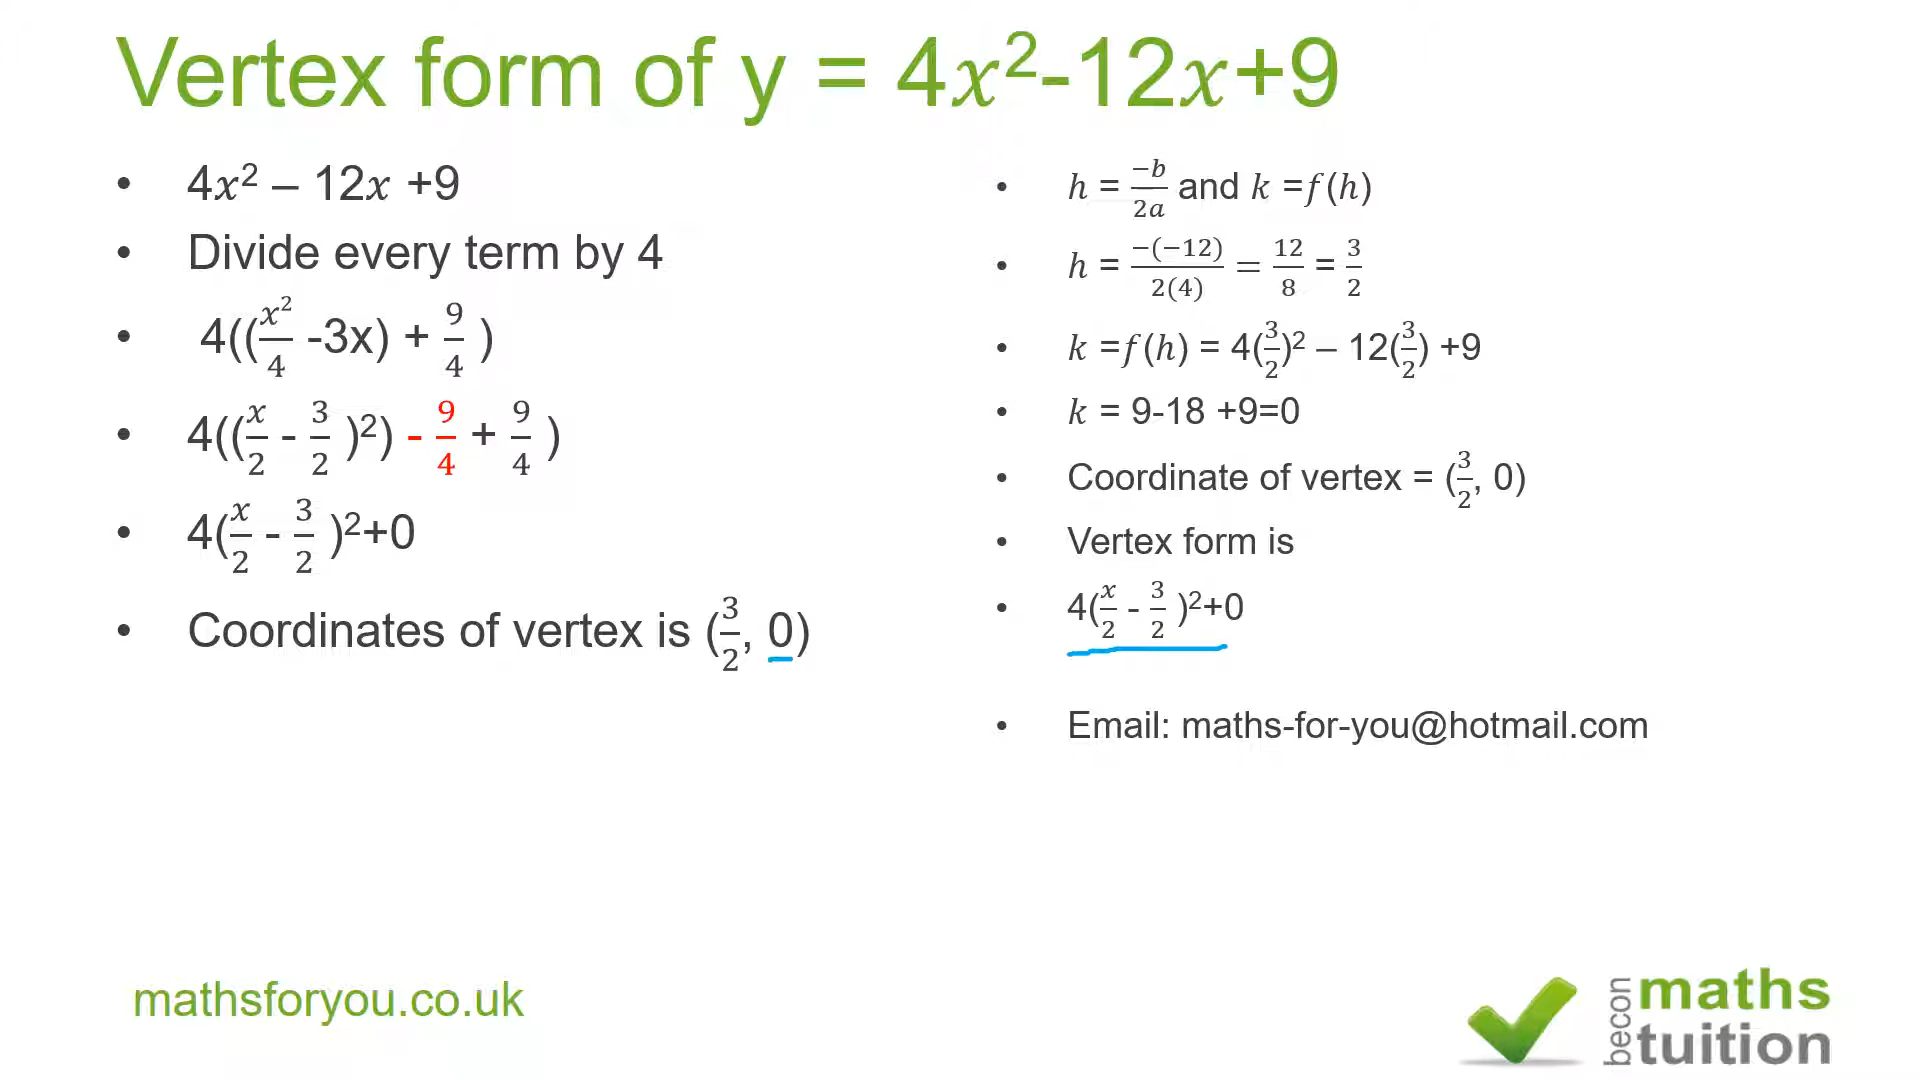 Vertex form of y = 4x²-12x+9
• 4x² – 12x +9
• Divide every term by 4
• 4((x²/4 -3x) + 9/4 )
• 4((x/2 - 3/2 )²) - 9/4 + 9/4 )
• 4(x/2 - 3/2 )²+0
• Coordinates of vertex is (3/2, 0)
• h = -b/2a and k =f(h)
• h = -(-12)/2(4) = 12/8 = 3/2
• k =f(h) = 4(3/2)² – 12(3/2) +9
• k = 9-18 +9=0
• Coordinate of vertex = (3/2, 0)
• Vertex form is
• 4(x/2 - 3/2 )²+0
• Email: maths-for-you@hotmail.com
mathsforyou.co.uk
becon
maths
tuition